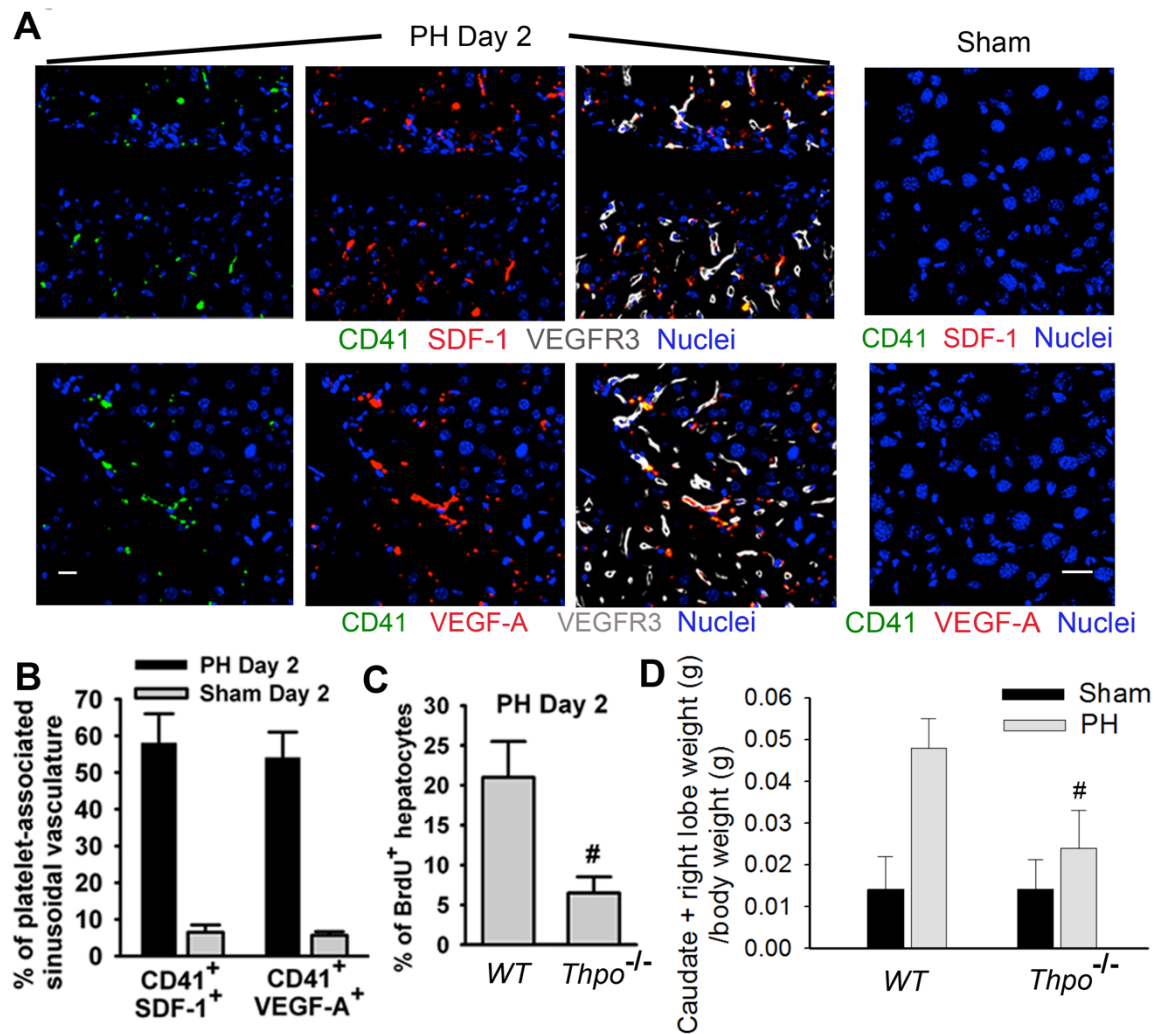 A
PH Day 2
Sham
CD41 SDF-1 VEGFR3 Nuclei
CD41 SDF-1 Nuclei
CD41 VEGF-A VEGFR3 Nuclei
CD41 VEGF-A Nuclei
B
PH Day 2
Sham Day 2
% of platelet-associated
sinusoidal vasculature
70
60
50
40
30
20
10
0
CD41+
SDF-1+
CD41+
VEGF-A+
C
PH Day 2
% of BrdU+ hepatocytes
30
25
20
15
10
5
0
#
WT
Thpo-/-
D
Sham
PH
Caudate + right lobe weight (g)
/body weight (g)
0.06
0.05
0.04
0.03
0.02
0.01
0.00
#
WT
Thpo-/-